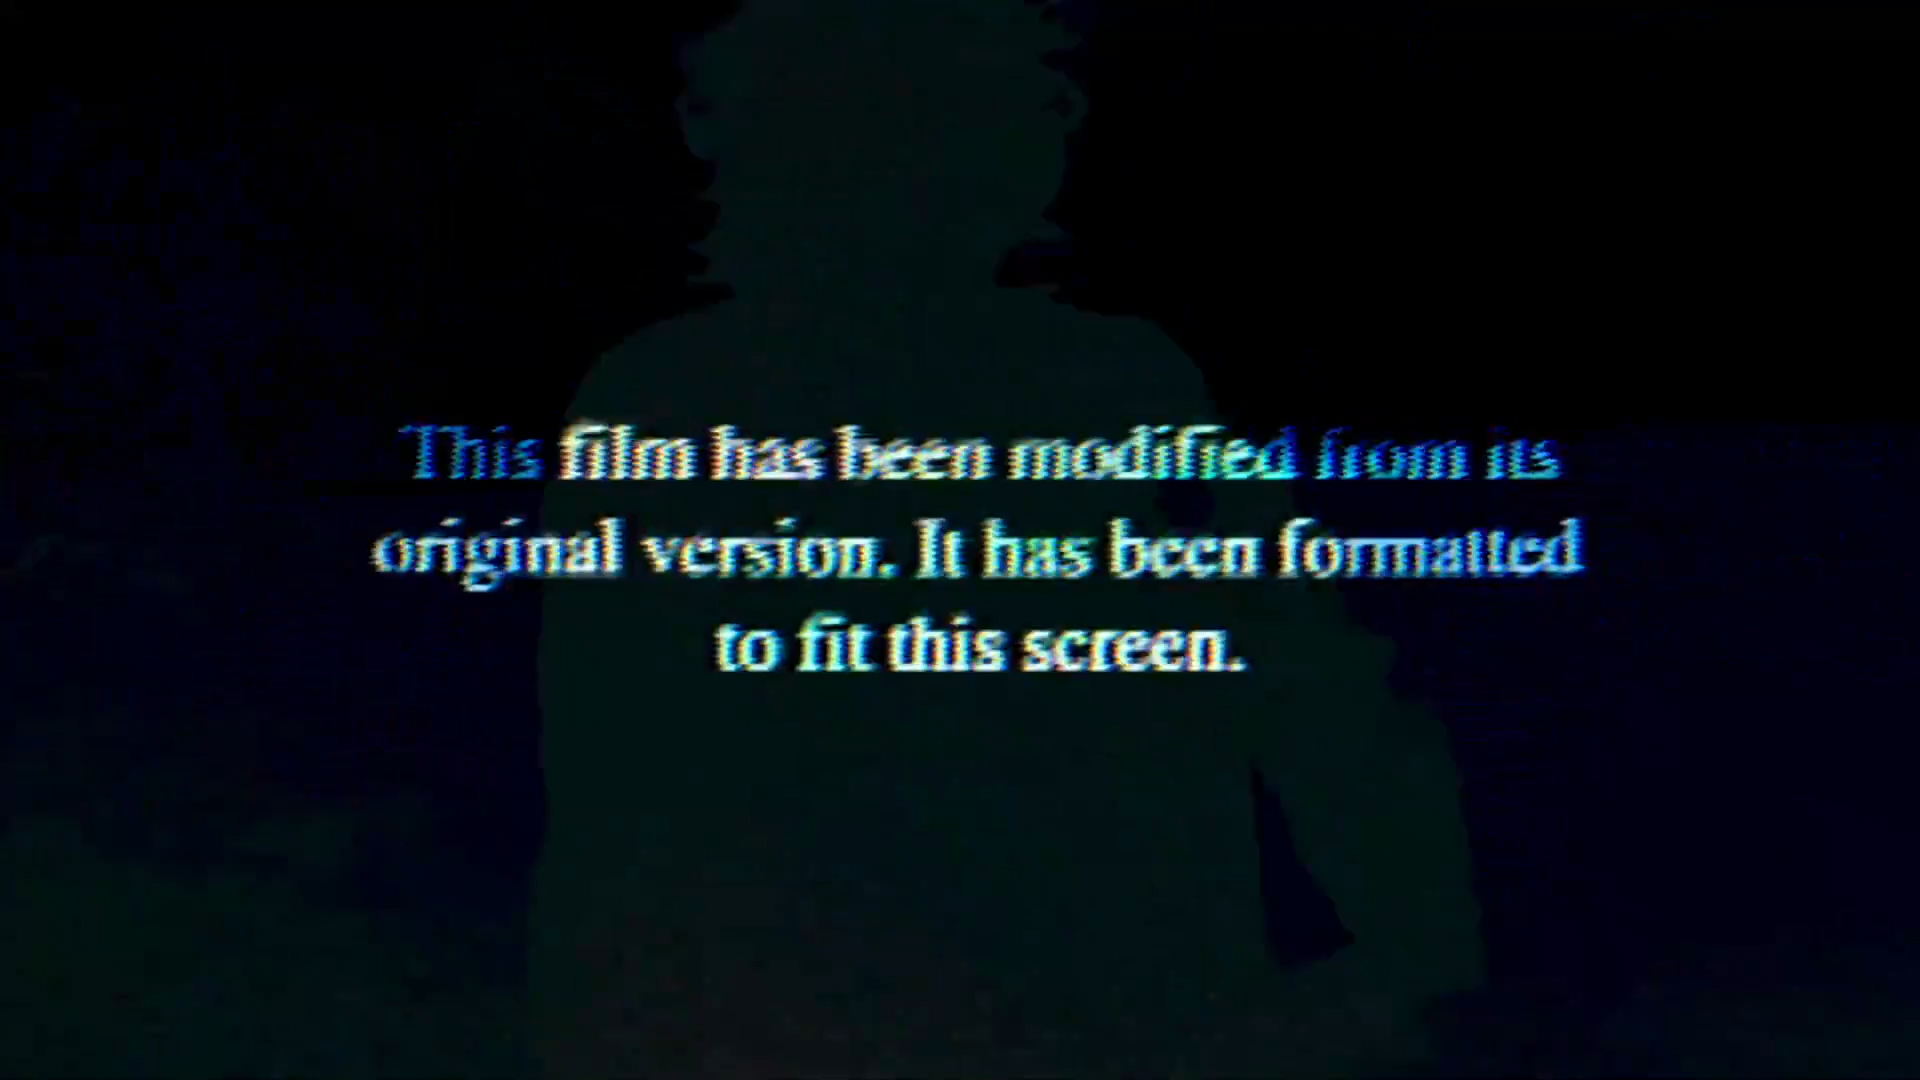 This film has been modified from its
original version. It has been formatted
to fit this screen.